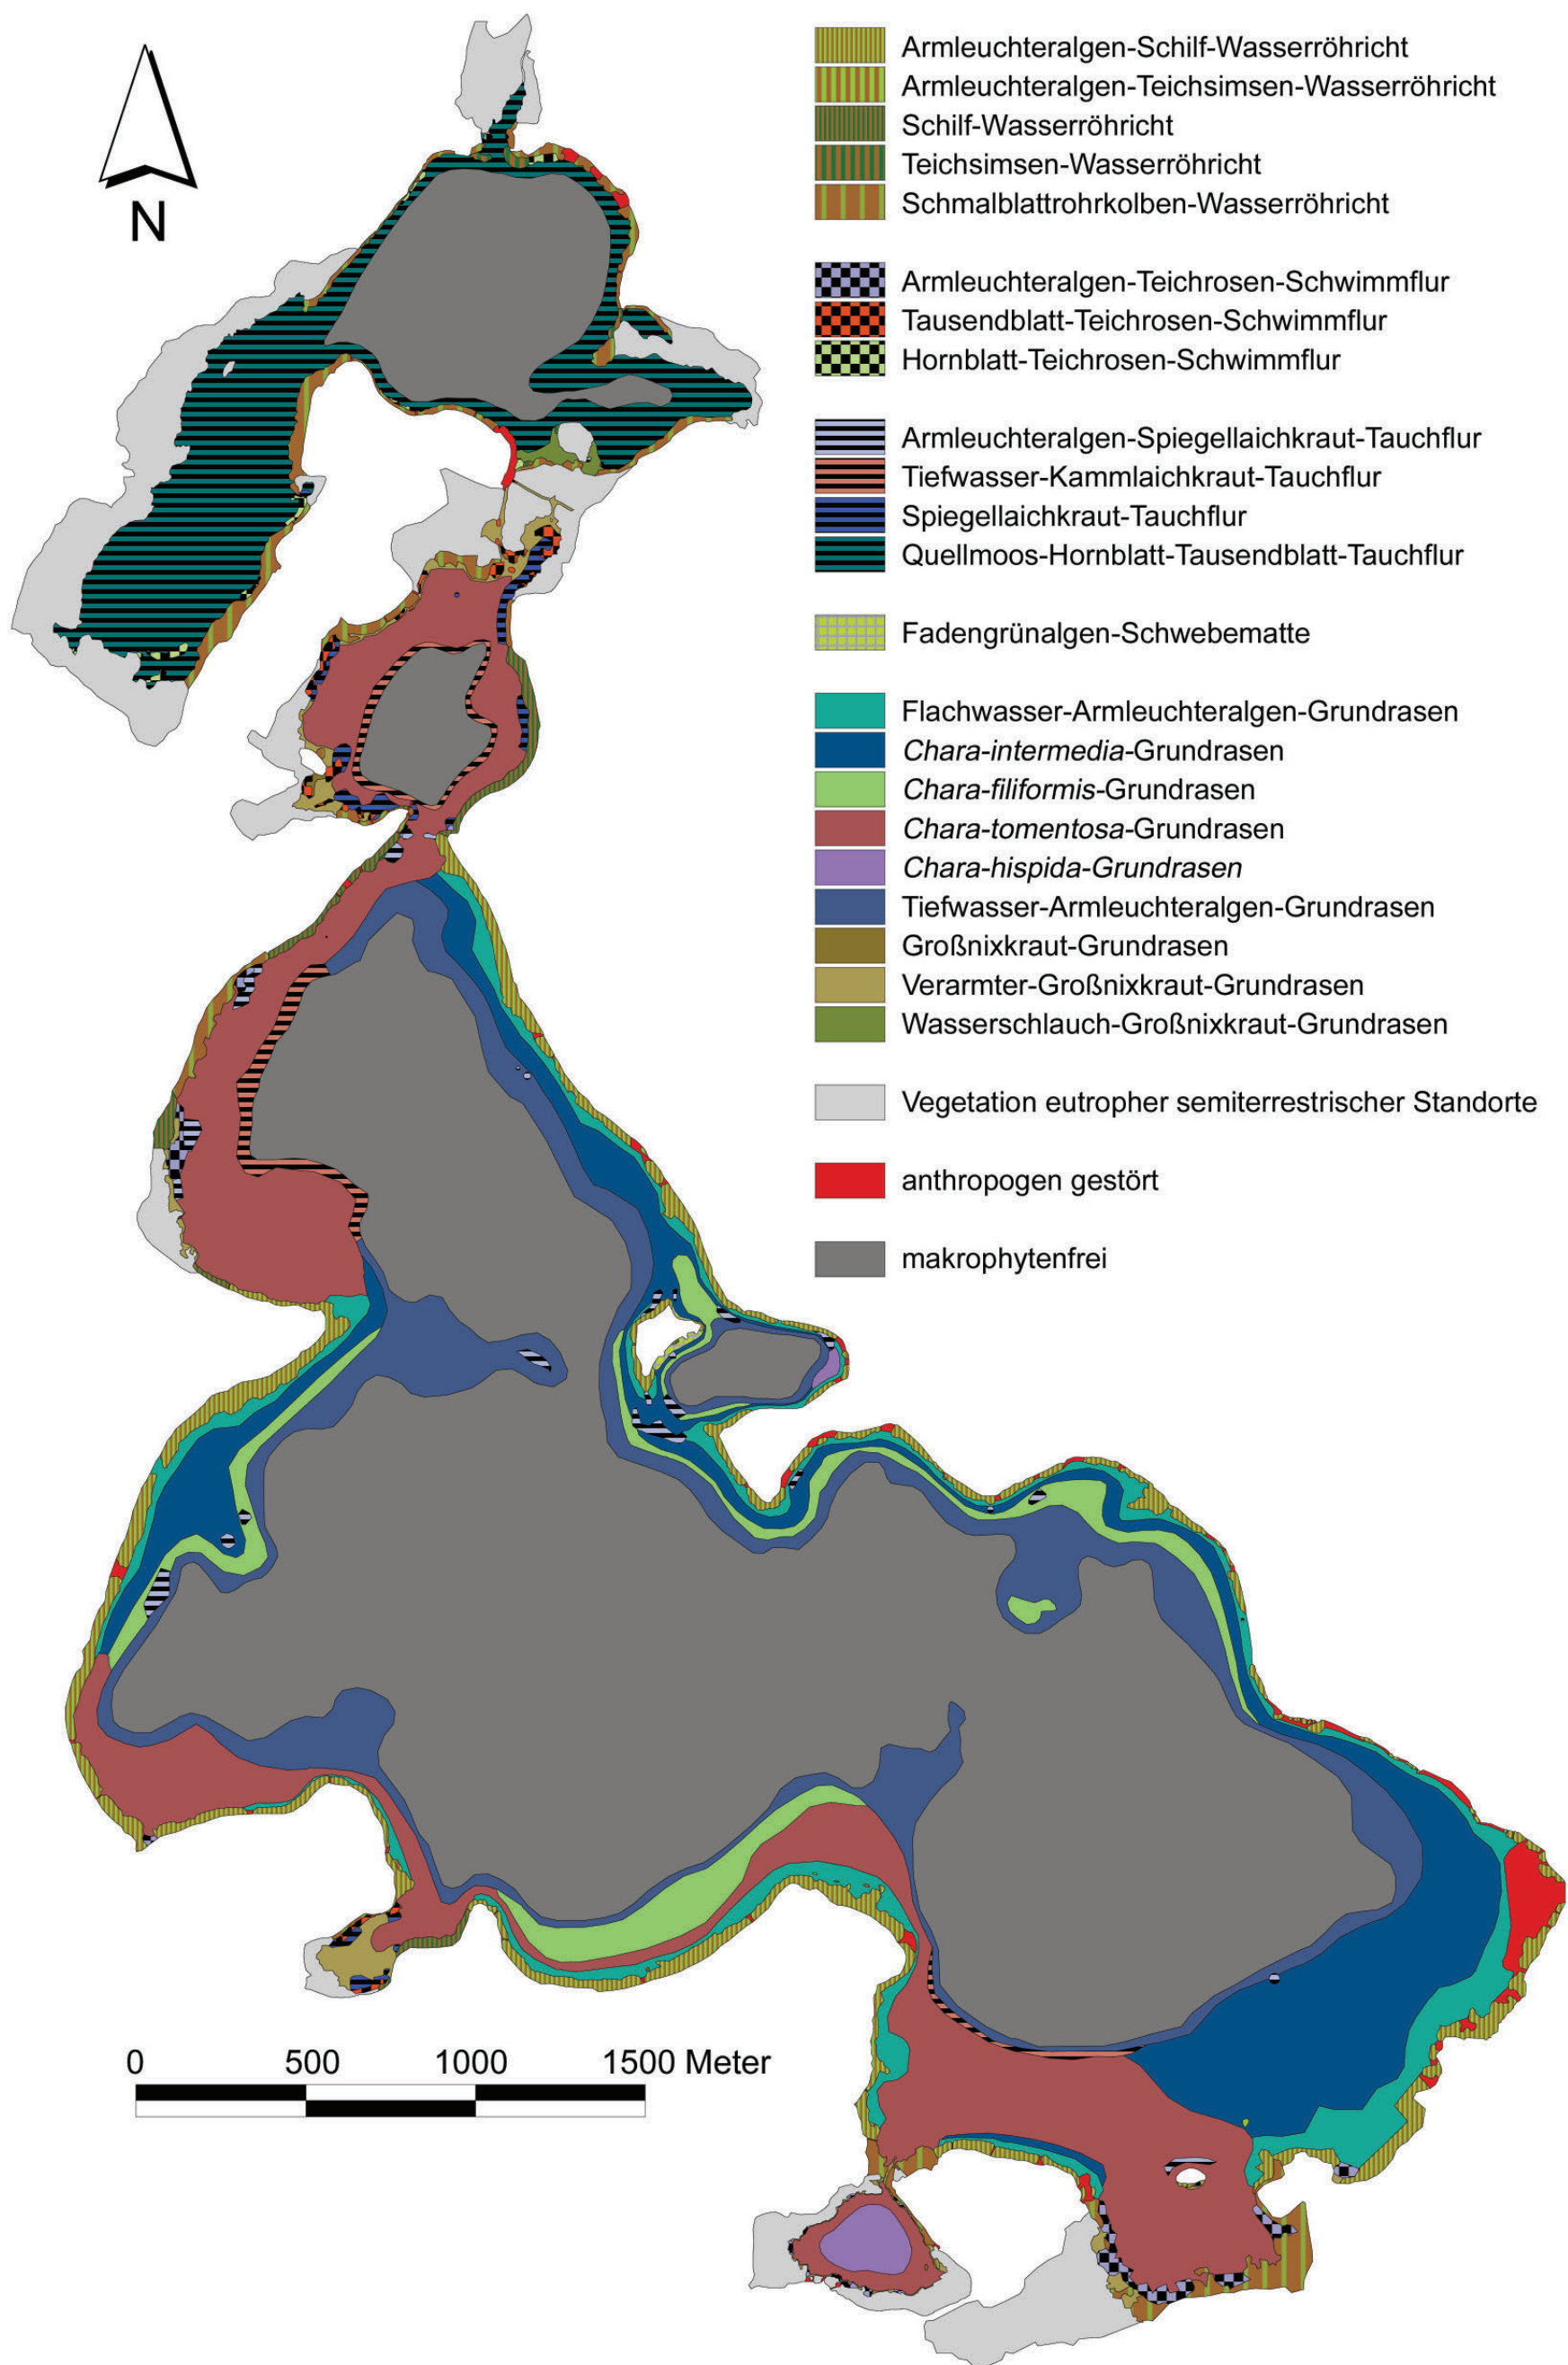 N
Armleuchteralgen-Schilf-Wasserröhricht
Armleuchteralgen-Teichsimsen-Wasserröhricht
Schilf-Wasserröhricht
Teichsimsen-Wasserröhricht
Schmalblattrohrkolben-Wasserröhricht
Armleuchteralgen-Teichrosen-Schwimmflur
Tausendblatt-Teichrosen-Schwimmflur
Hornblatt-Teichrosen-Schwimmflur
Armleuchteralgen-Spiegellaichkraut-Tauchflur
Tiefwasser-Kammlaichkraut-Tauchflur
Spiegellaichkraut-Tauchflur
Quellmoos-Hornblatt-Tausendblatt-Tauchflur
Fadengrünalgen-Schwebematte
Flachwasser-Armleuchteralgen-Grundrasen
Chara-intermedia-Grundrasen
Chara-filiformis-Grundrasen
Chara-tomentosa-Grundrasen
Chara-hispida-Grundrasen
Tiefwasser-Armleuchteralgen-Grundrasen
Großnixkraut-Grundrasen
Verarmter-Großnixkraut-Grundrasen
Wasserschlauch-Großnixkraut-Grundrasen
Vegetation eutropher semiterrestrischer Standorte
anthropogen gestört
makrophytenfrei
0 500 1000 1500 Meter